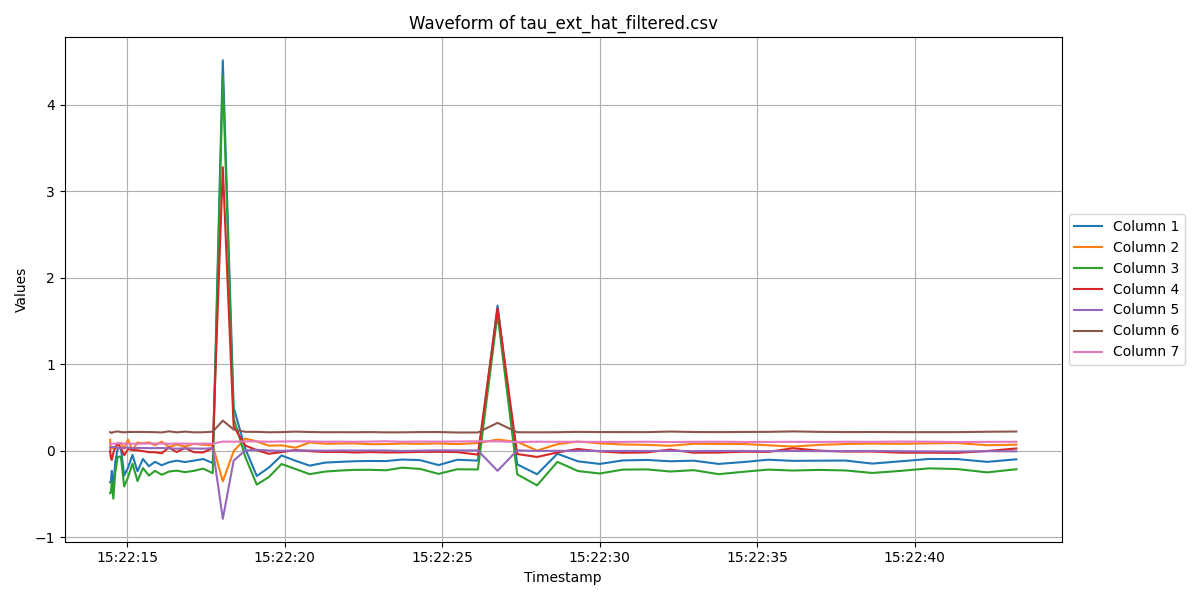 Waveform of tau_ext_hat_filtered.csv
Values
4
3
2
1
0
−1
15:22:15 15:22:20 15:22:25 15:22:30 15:22:35 15:22:40
Timestamp
Column 1
Column 2
Column 3
Column 4
Column 5
Column 6
Column 7